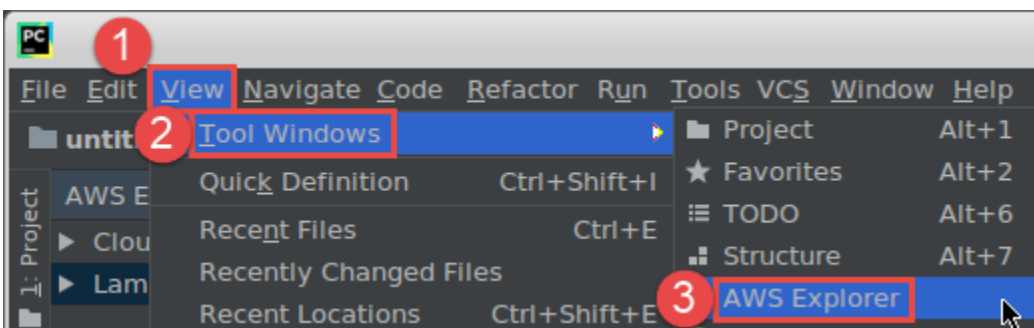 PC
1
File Edit View Navigate Code Refactor Run Tools VCS Window Help
untit
2
Tool Windows
Project Alt+1
Quick Definition Ctrl+Shift+I
Favorites Alt+2
TODO Alt+6
Recent Files Ctrl+E
Structure Alt+7
Recently Changed Files
3
AWS Explorer
Recent Locations Ctrl+Shift+E
AWS E
Clou
Lam
1: Project